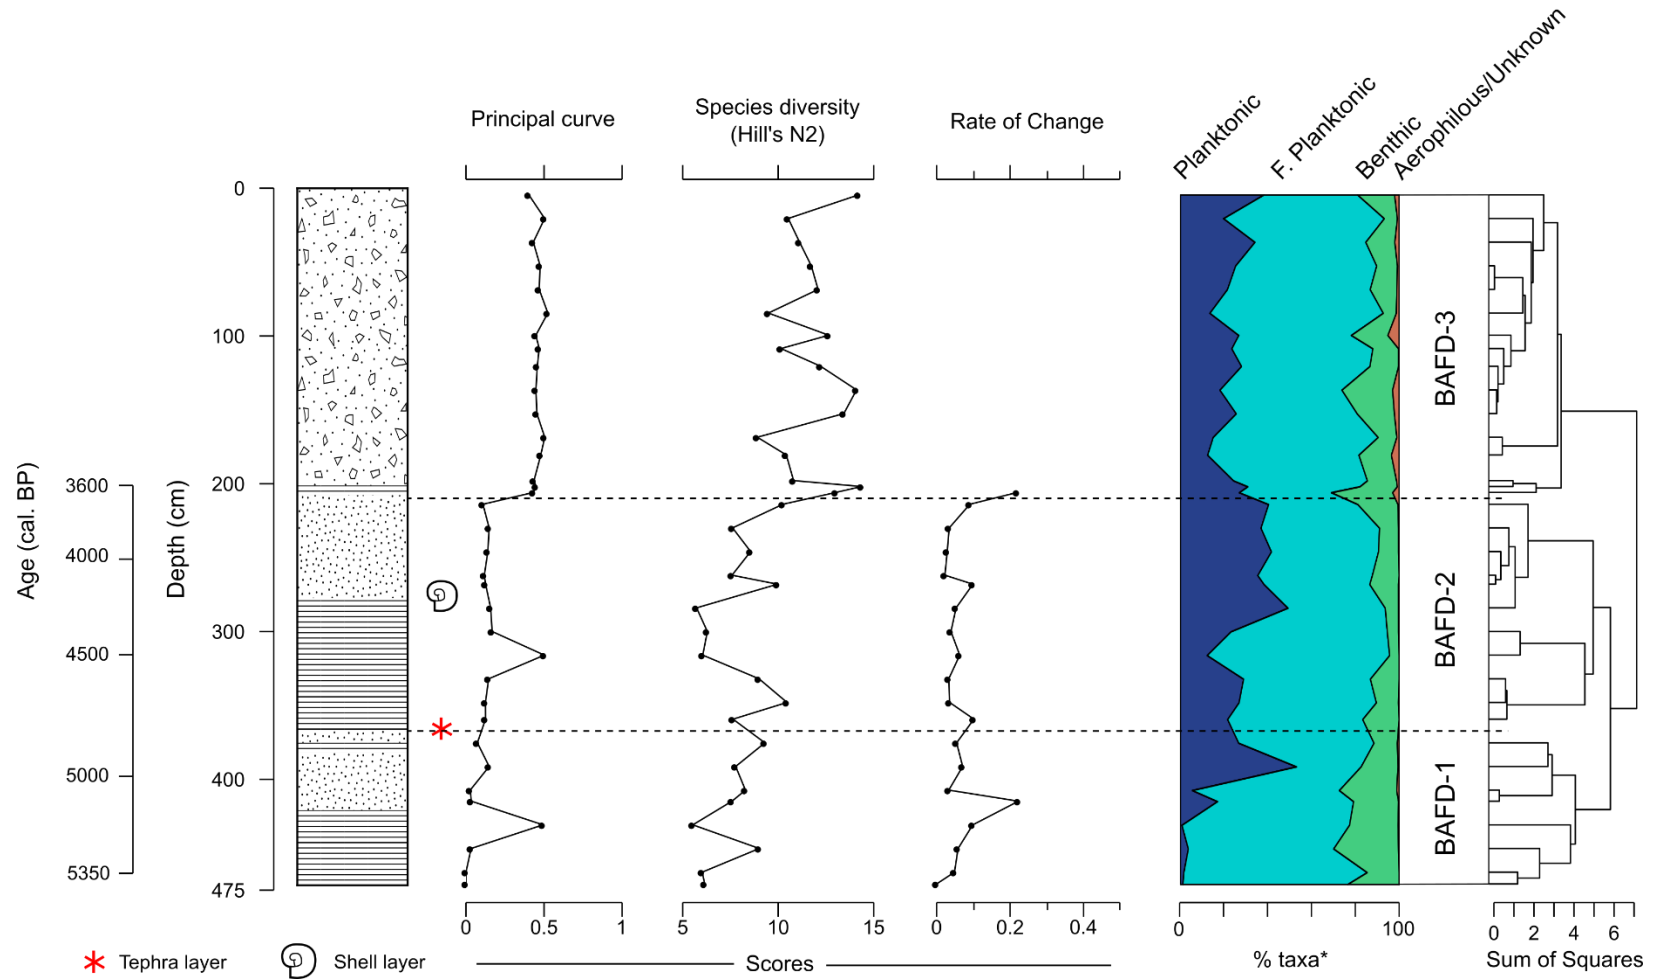 Planktonic
F. Planktonic
Benthic
Aerophilous/Unknown
Principal curve
Species diversity
(Hill's N2)
Rate of Change
Age (cal. BP)
3600
4000
4500
5000
5350
Depth (cm)
0
100
200
300
400
475
BAFD-3
BAFD-2
BAFD-1
0 0.5 1
5 10 15
0 0.2 0.4
0 100
0 2 4 6
Tephra layer
Shell layer
Scores
% taxa*
Sum of Squares